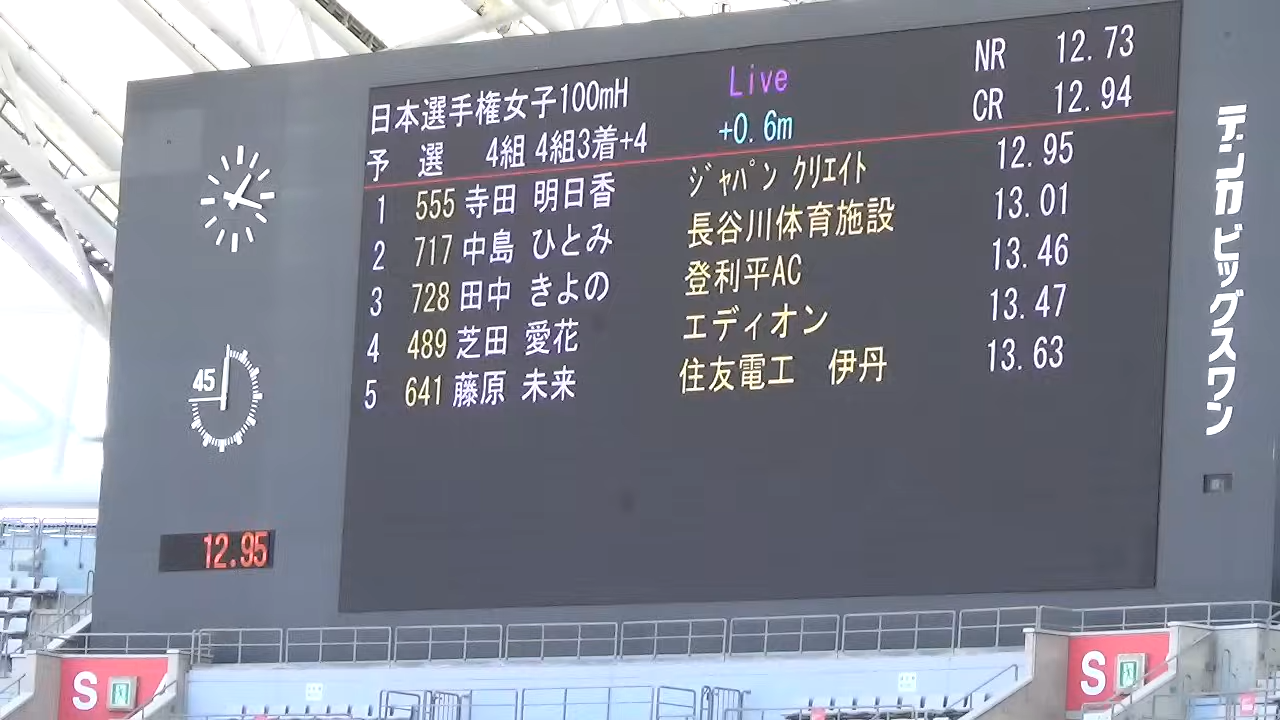 日本選手権女子100mH Live NR 12.73
予 選 4組 4組3着+4 +0.6m CR 12.94
1 555 寺田 明日香 ｼﾞｬﾊﾟﾝ ｸﾘｴｲﾄ 12.95
2 717 中島 ひとみ 長谷川体育施設 13.01
3 728 田中 きよの 登利平AC 13.46
4 489 芝田 愛花 エディオン 13.47
5 641 藤原 未来 住友電工 伊丹 13.63
デンカビッグスワン
45
12.95
S
S